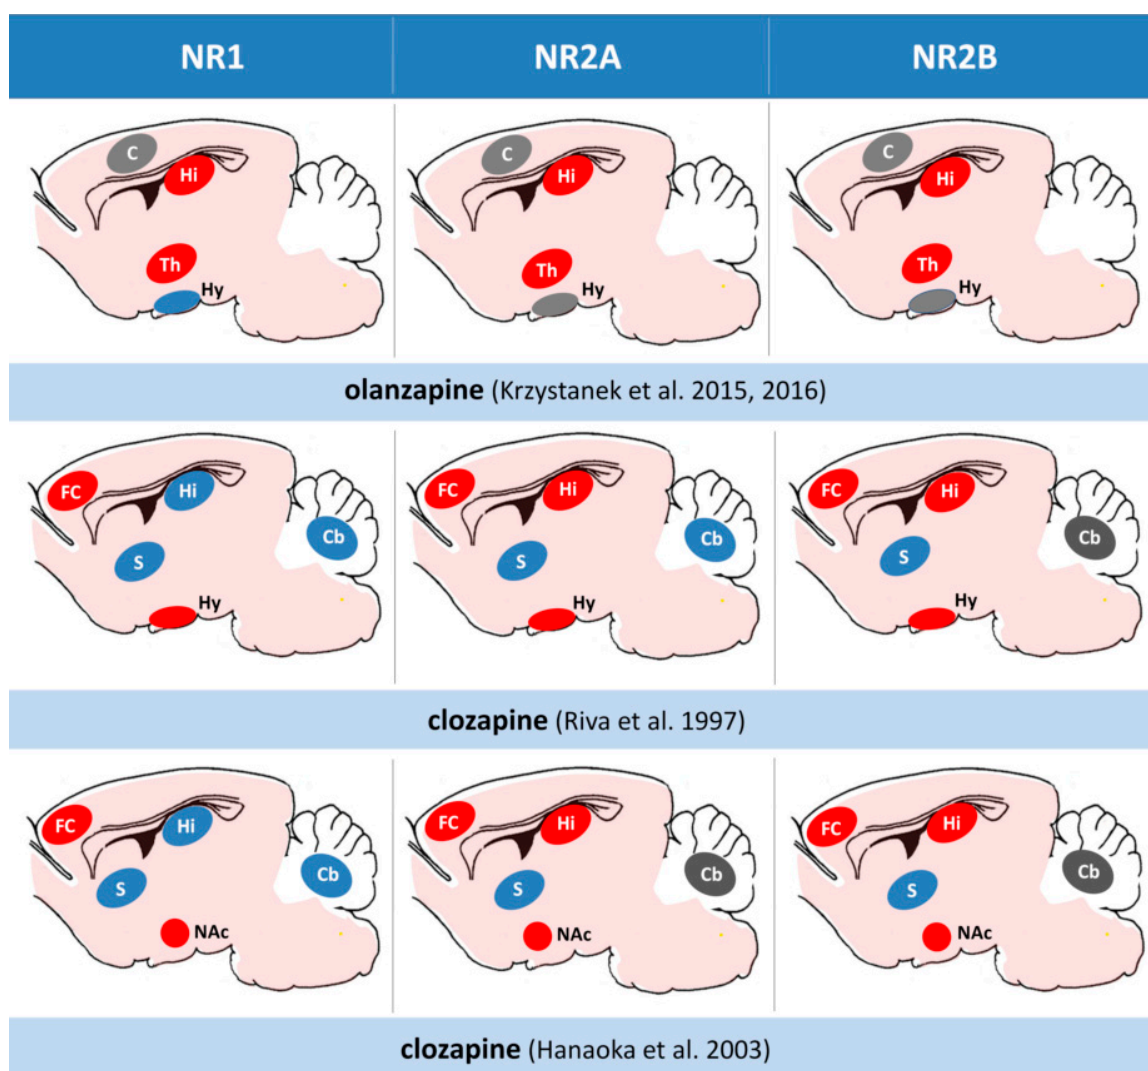 NR1 NR2A NR2B
C Hi Th Hy
C Hi Th Hy
C Hi Th Hy
olanzapine (Krzystanek et al. 2015, 2016)
FC Hi Cb S Hy
FC Hi Cb S Hy
FC Hi Cb S Hy
clozapine (Riva et al. 1997)
FC Hi Cb S NAc
FC Hi Cb S NAc
FC Hi Cb S NAc
clozapine (Hanaoka et al. 2003)